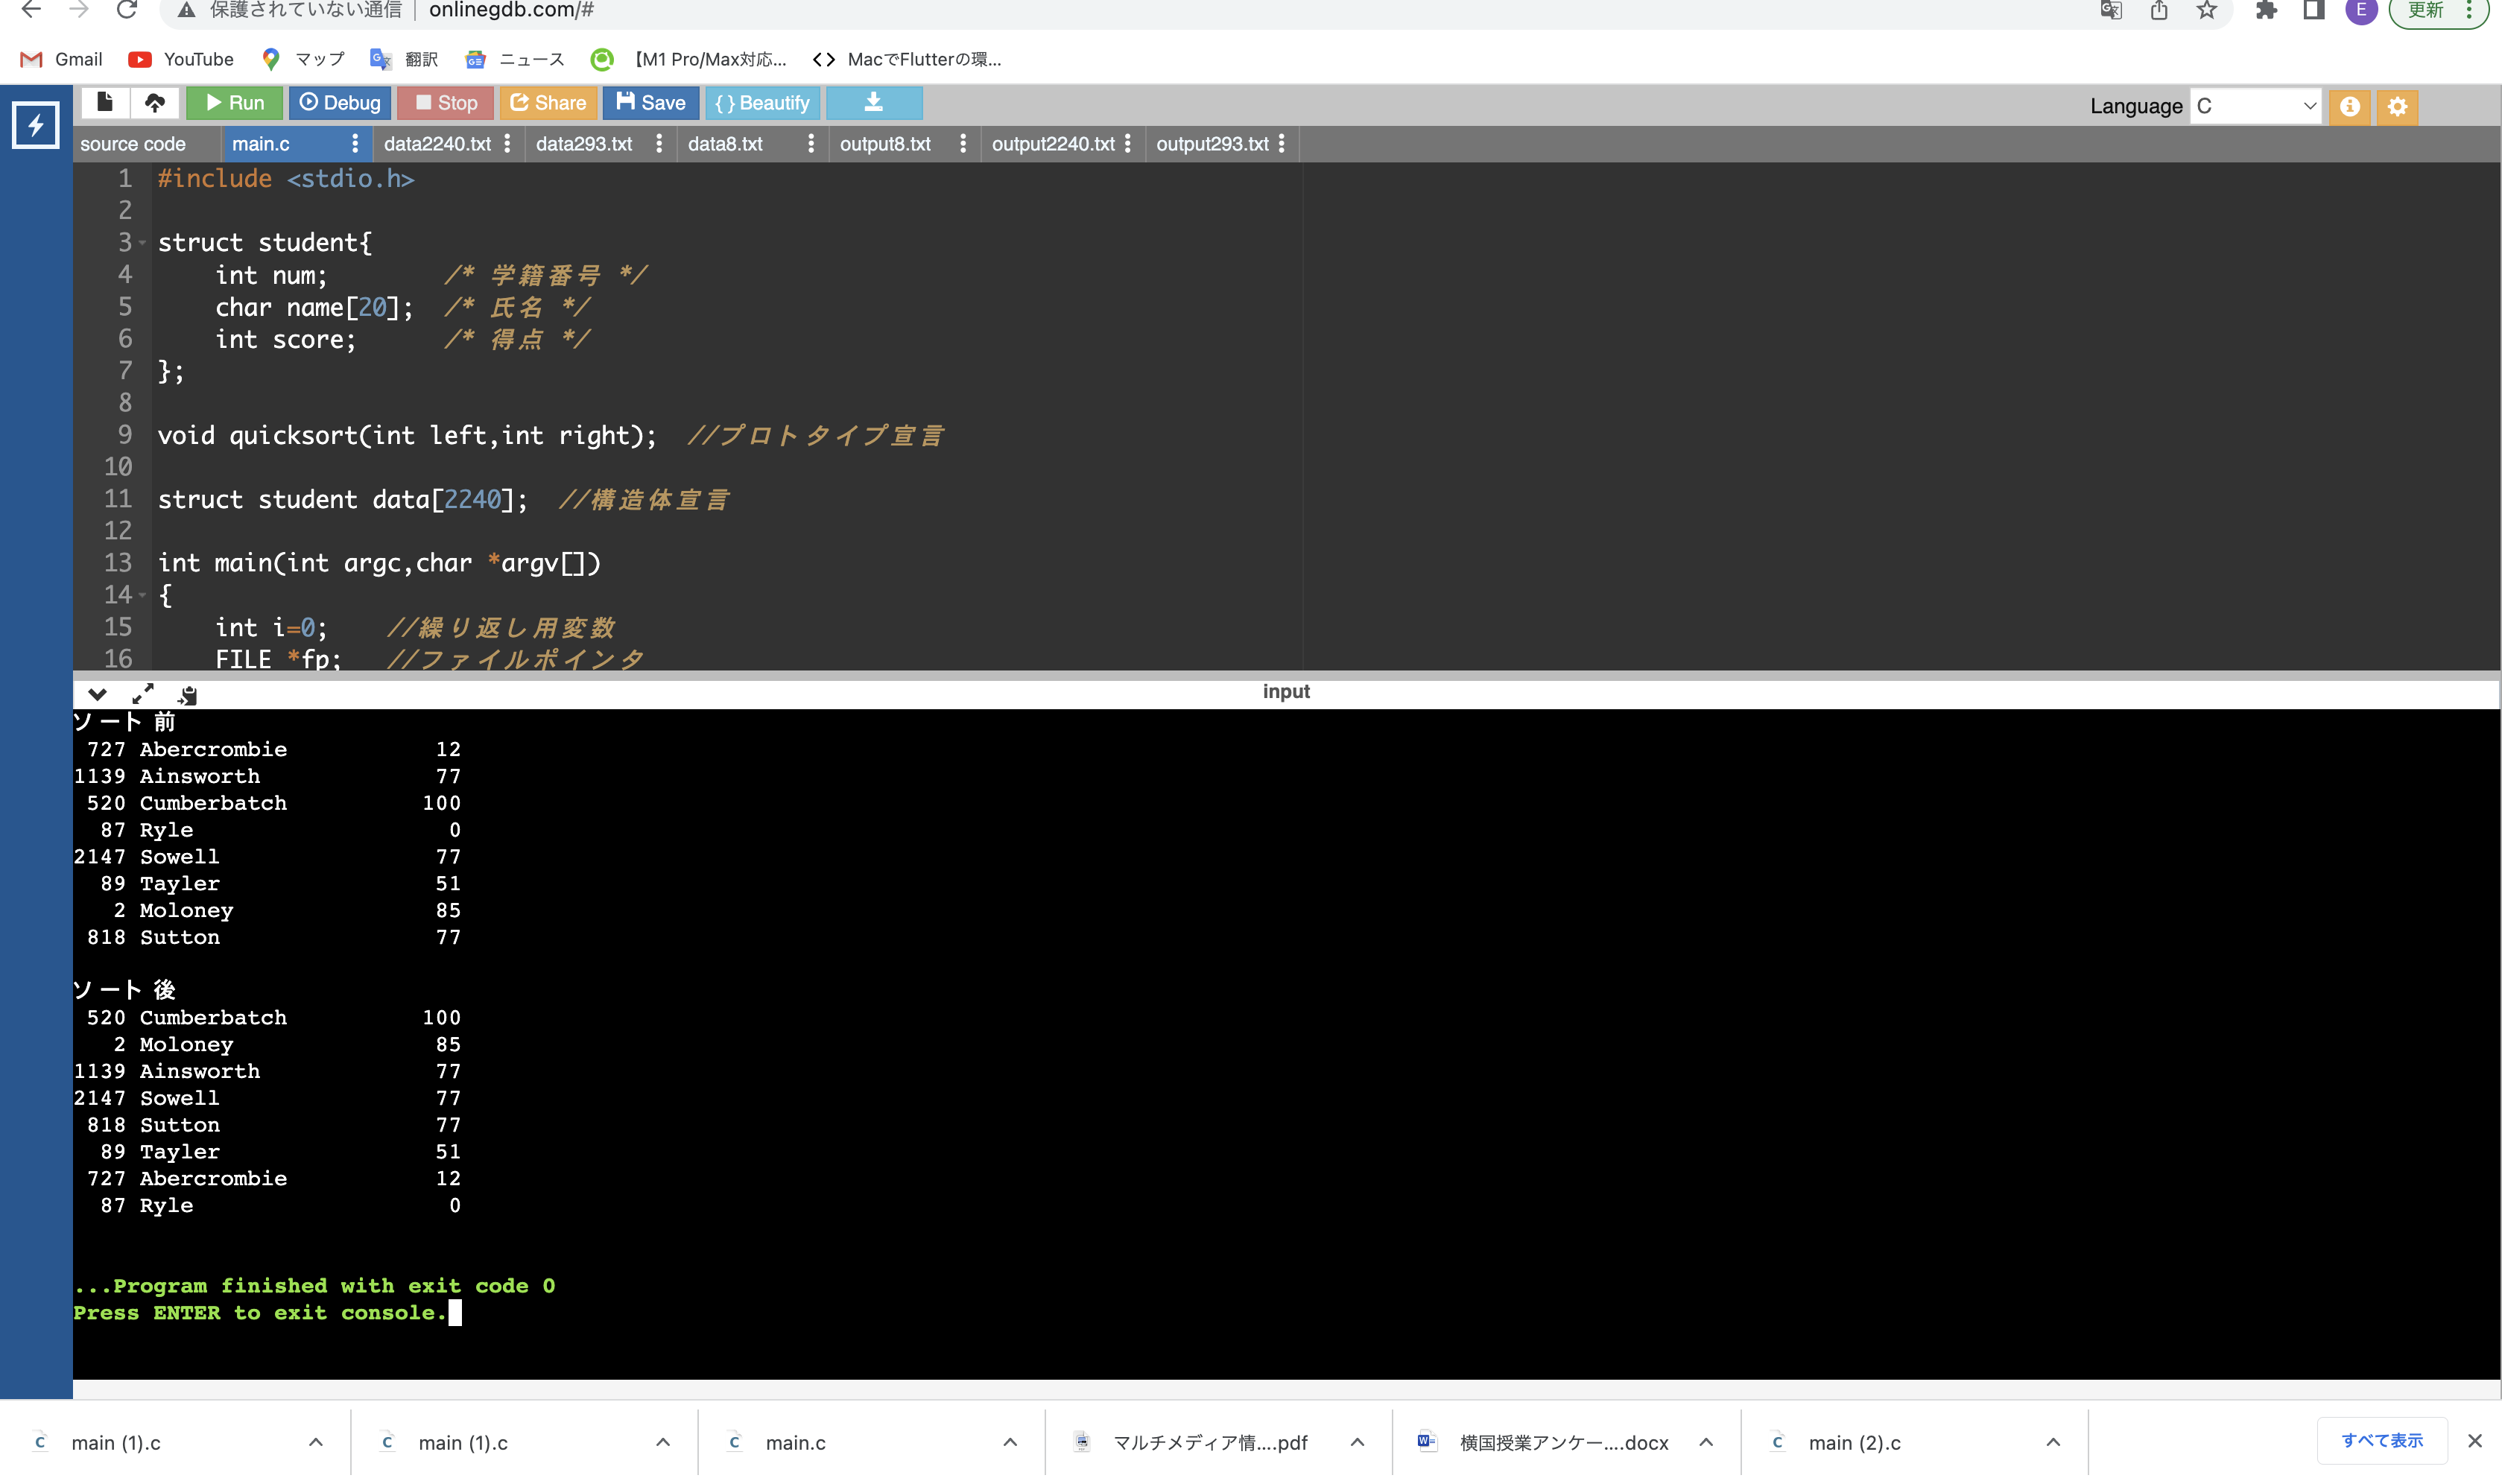 保護されていない通信 | onlinegdb.com/#
更新
E
Gmail YouTube マップ 翻訳 ニュース 【M1 Pro/Max対応... MacでFlutterの環...
Run Debug Stop Share Save { } Beautify
Language C
source code main.c data2240.txt data293.txt data8.txt output8.txt output2240.txt output293.txt
1 #include <stdio.h>
2
3 struct student{
4 int num; /* 学籍番号 */
5 char name[20]; /* 氏名 */
6 int score; /* 得点 */
7 };
8
9 void quicksort(int left,int right); //プロトタイプ宣言
10
11 struct student data[2240]; //構造体宣言
12
13 int main(int argc,char *argv[])
14 {
15 int i=0; //繰り返し用変数
16 FILE *fp; //ファイルポインタ
input
ソート前
727 Abercrombie 12
1139 Ainsworth 77
520 Cumberbatch 100
87 Ryle 0
2147 Sowell 77
89 Tayler 51
2 Moloney 85
818 Sutton 77
ソート後
520 Cumberbatch 100
2 Moloney 85
1139 Ainsworth 77
2147 Sowell 77
818 Sutton 77
89 Tayler 51
727 Abercrombie 12
87 Ryle 0
...Program finished with exit code 0
Press ENTER to exit console.
main (1).c main (1).c main.c マルチメディア情....pdf 横国授業アンケー....docx main (2).c すべて表示